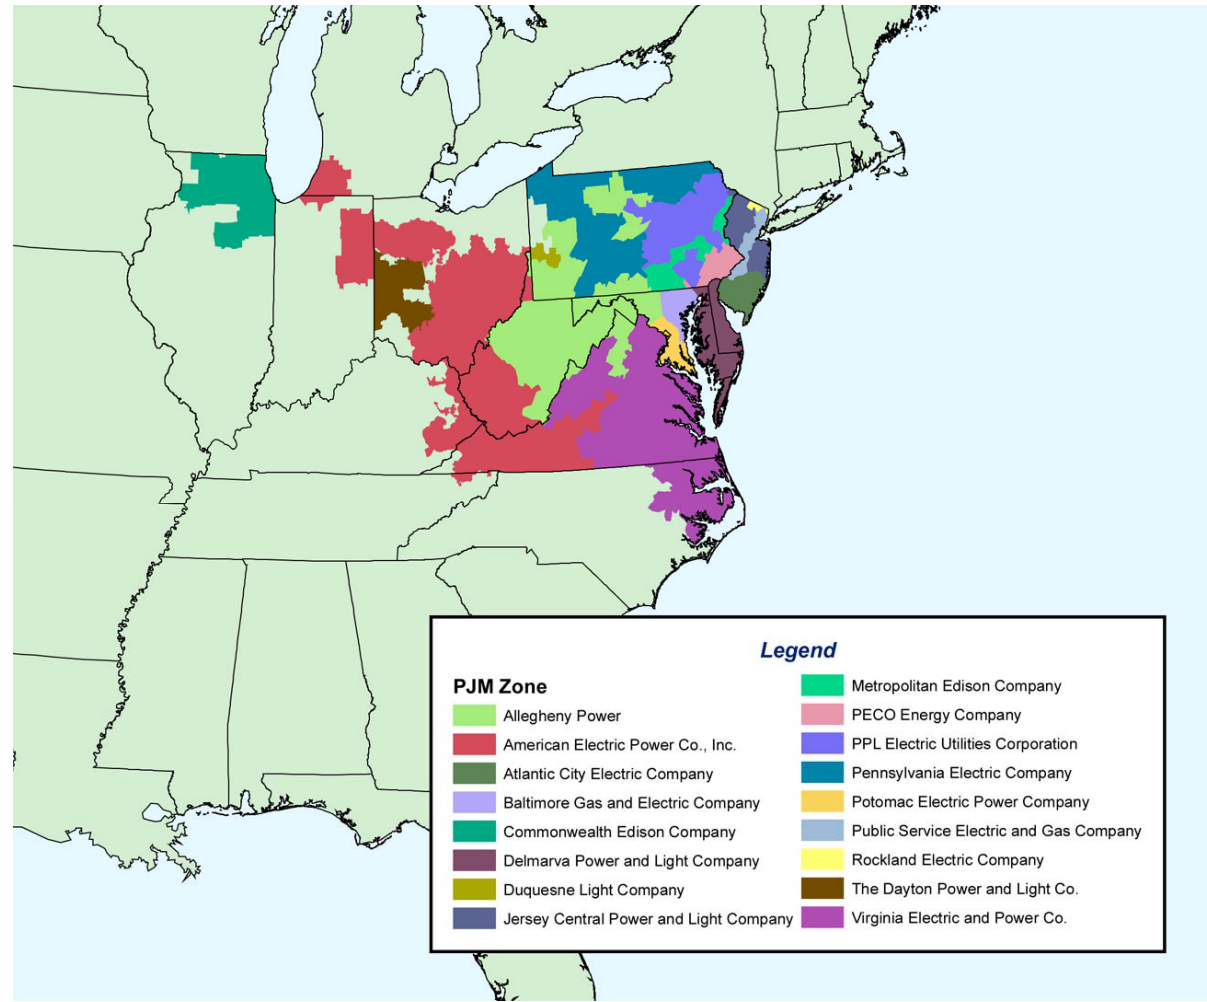 Legend
PJM Zone
Allegheny Power
American Electric Power Co., Inc.
Atlantic City Electric Company
Baltimore Gas and Electric Company
Commonwealth Edison Company
Delmarva Power and Light Company
Duquesne Light Company
Jersey Central Power and Light Company
Metropolitan Edison Company
PECO Energy Company
PPL Electric Utilities Corporation
Pennsylvania Electric Company
Potomac Electric Power Company
Public Service Electric and Gas Company
Rockland Electric Company
The Dayton Power and Light Co.
Virginia Electric and Power Co.